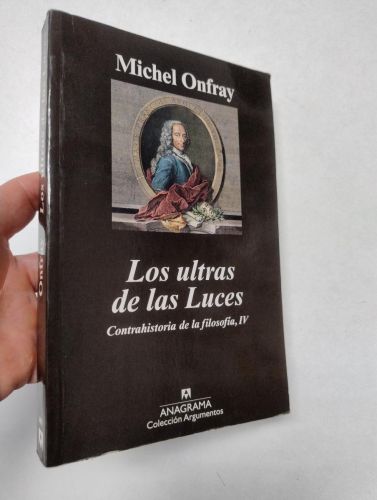 Michel Onfray
Los ultras
de las Luces
Contrahistoria de la filosofía, IV
ANAGRAMA
Colección Argumentos